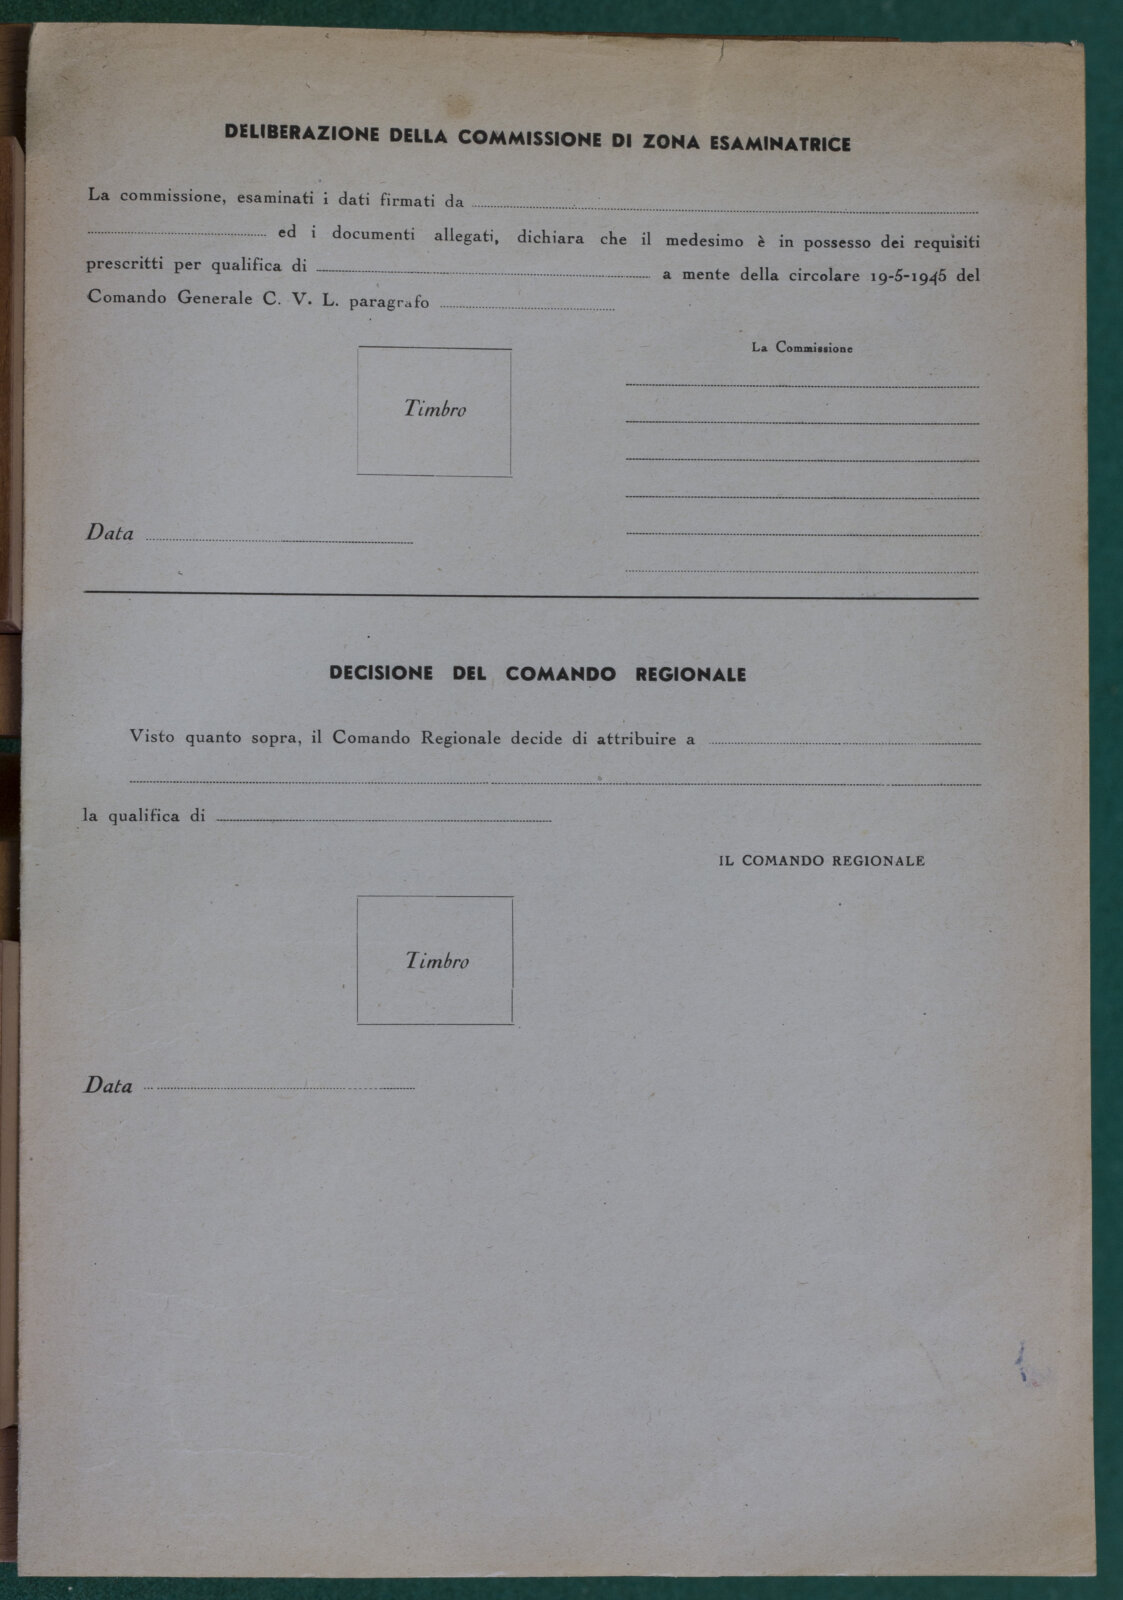 DELIBERAZIONE DELLA COMMISSIONE DI ZONA ESAMINATRICE
La commissione, esaminati i dati firmati da
ed i documenti allegati, dichiara che il medesimo è in possesso dei requisiti
prescritti per qualifica di a mente della circolare 19-5-1945 del
Comando Generale C. V. L. paragrafo
La Commissione
Timbro
Data
DECISIONE DEL COMANDO REGIONALE
Visto quanto sopra, il Comando Regionale decide di attribuire a
la qualifica di
IL COMANDO REGIONALE
Timbro
Data